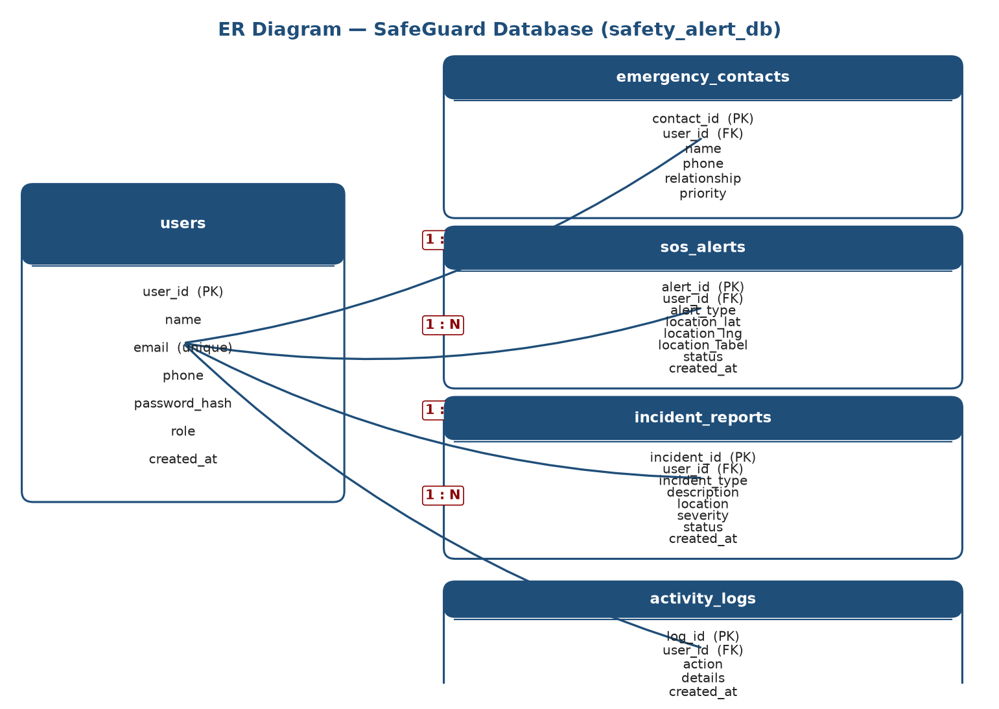 ER Diagram — SafeGuard Database (safety_alert_db)
emergency_contacts
contact_id (PK)
user_id (FK)
name
phone
relationship
priority
users
user_id (PK)
name
email (unique)
phone
password_hash
role
created_at
1 :
sos_alerts
alert_id (PK)
user_id (FK)
alert_type
location_lat
location_lng
location_label
status
created_at
1 : N
1 :
incident_reports
incident_id (PK)
user_id (FK)
incident_type
description
location
severity
status
created_at
1 : N
activity_logs
log_id (PK)
user_id (FK)
action
details
created_at